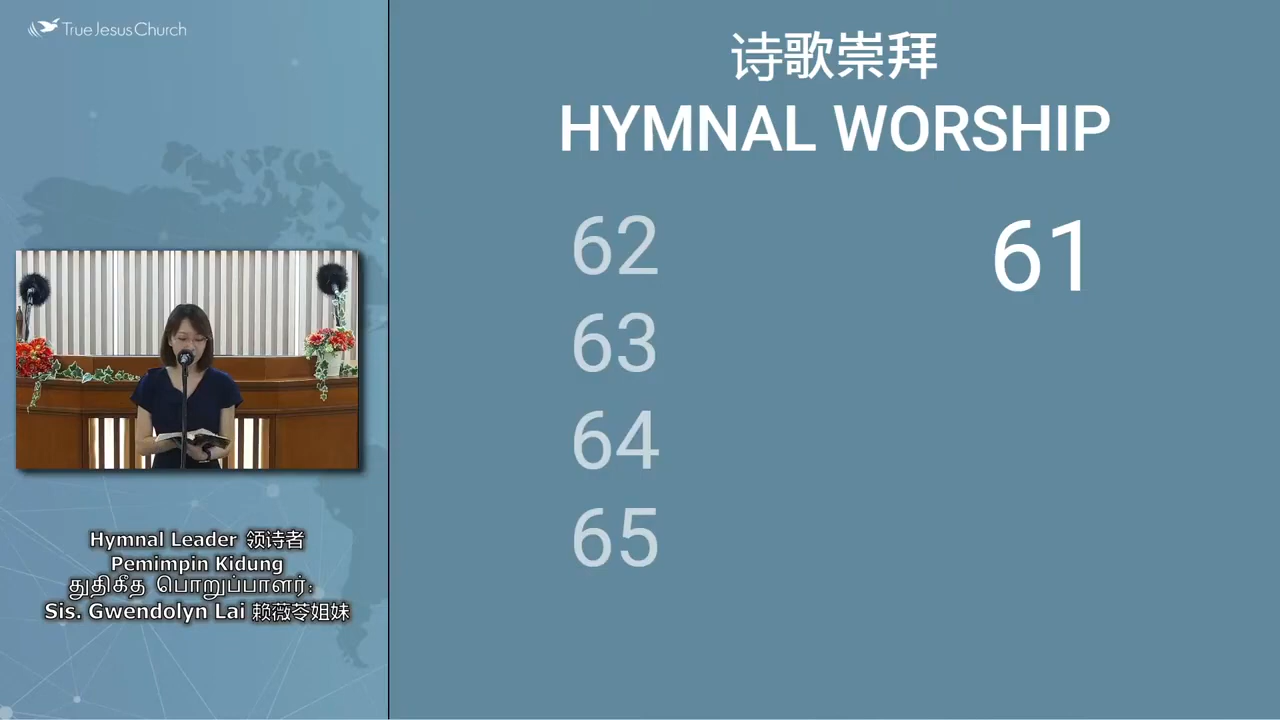 True Jesus Church
诗歌崇拜
HYMNAL WORSHIP
62
63
64
65
61
Hymnal Leader 领诗者
Pemimpin Kidung
துதிகீத பொறுப்பாளர்:
Sis. Gwendolyn Lai 赖薇苓姐妹